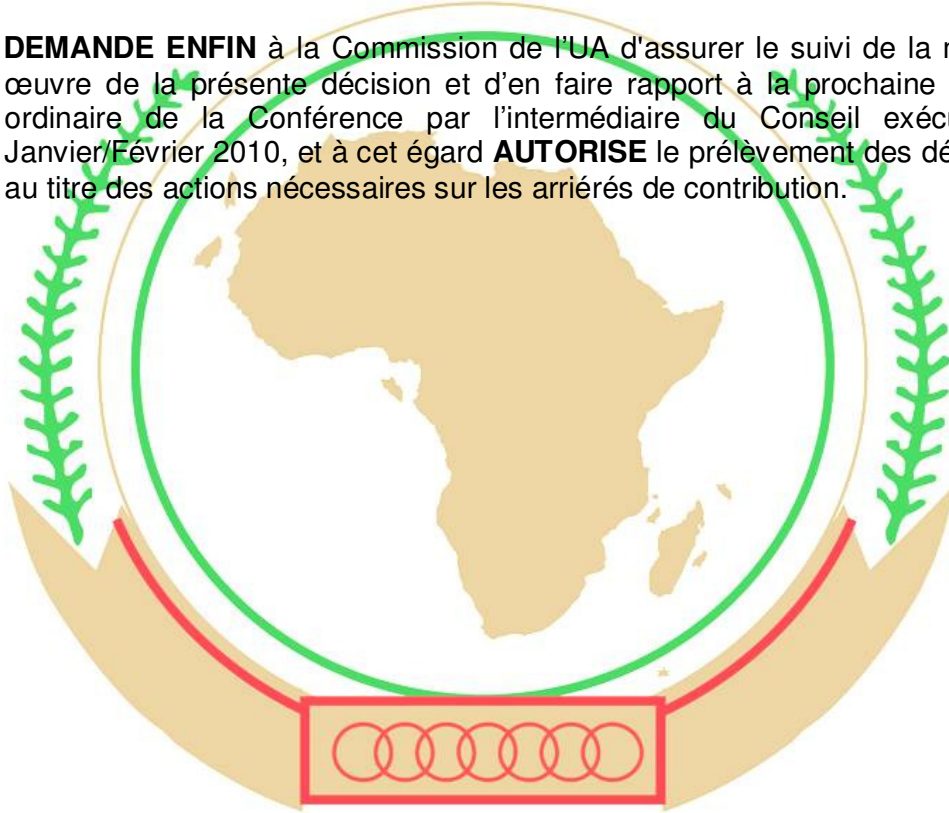 DEMANDE ENFIN à la Commission de l’UA d'assurer le suivi de la
œuvre de la présente décision et d’en faire rapport à la prochaine
ordinaire de la Conférence par l’intermédiaire du Conseil
Janvier/Février 2010, et à cet égard AUTORISE le prélèvement des
au titre des actions nécessaires sur les arriérés de contribution.